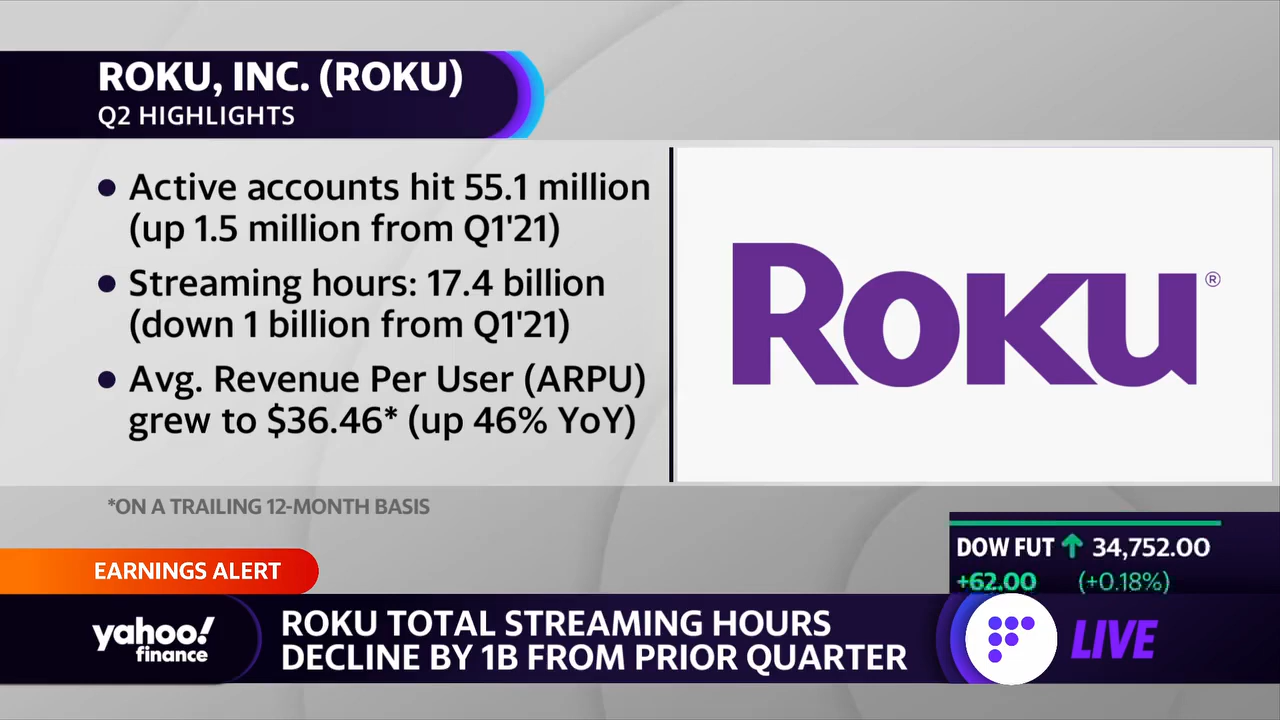 ROKU, INC. (ROKU)
Q2 HIGHLIGHTS
• Active accounts hit 55.1 million
(up 1.5 million from Q1'21)
• Streaming hours: 17.4 billion
(down 1 billion from Q1'21)
• Avg. Revenue Per User (ARPU)
grew to $36.46* (up 46% YoY)
ROKU®
*ON A TRAILING 12-MONTH BASIS
DOW FUT ↑ 34,752.00
+62.00 (+0.18%)
EARNINGS ALERT
yahoo!
finance
ROKU TOTAL STREAMING HOURS
DECLINE BY 1B FROM PRIOR QUARTER
LIVE